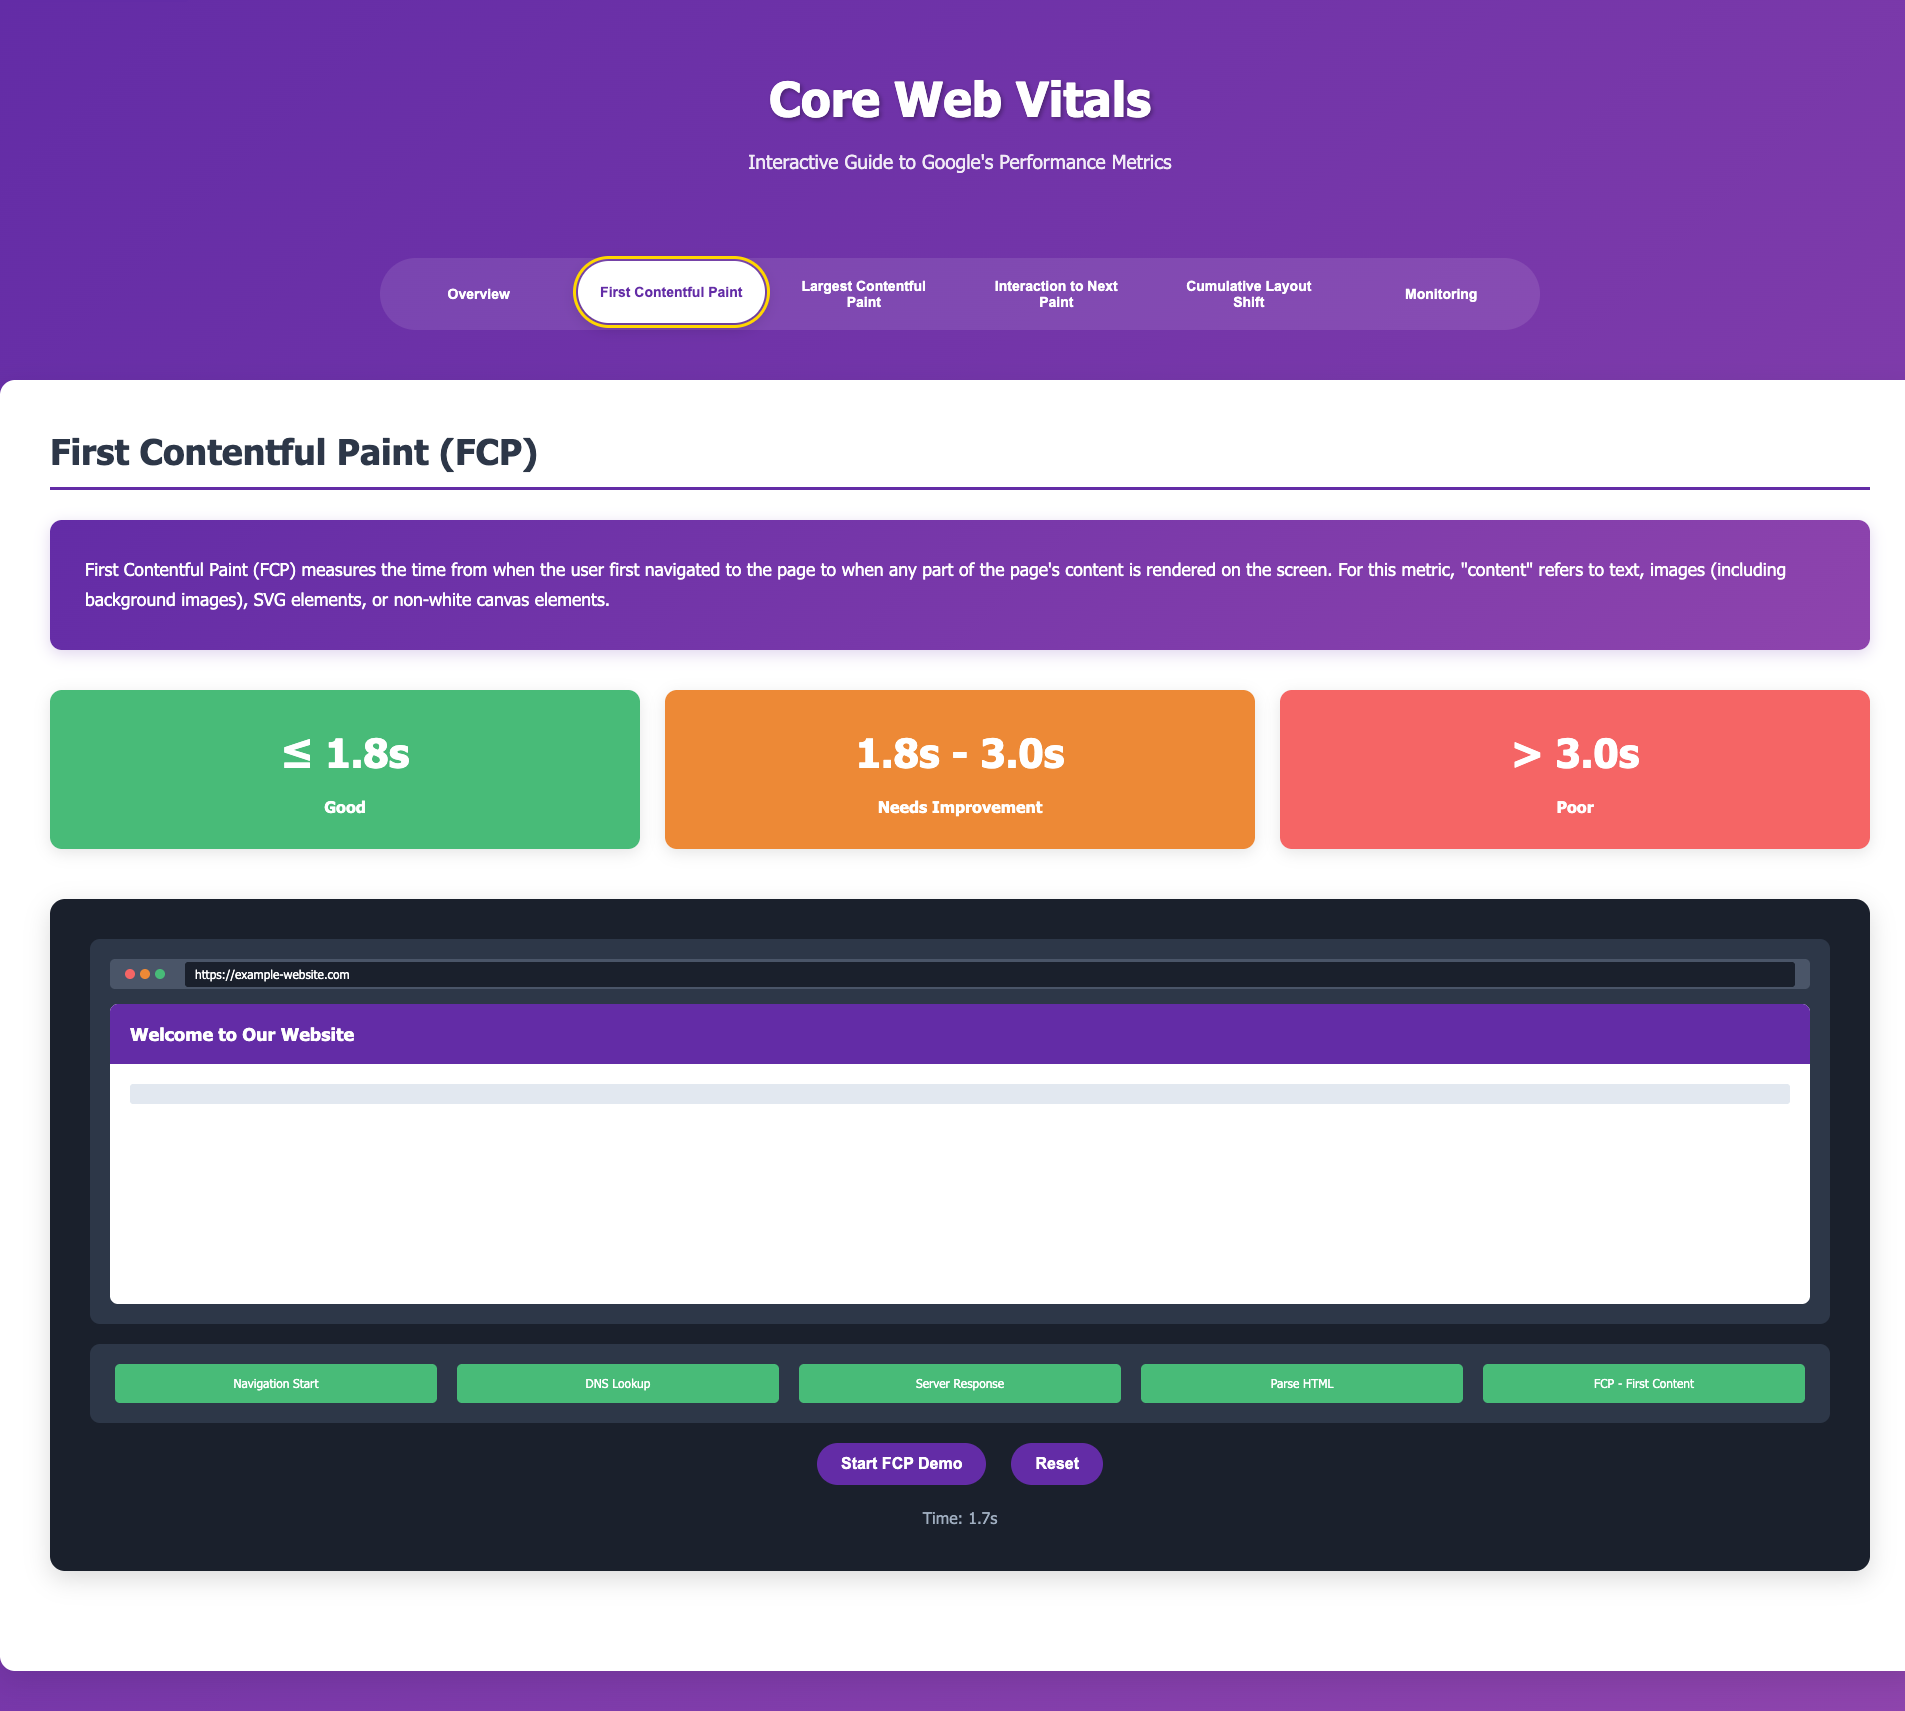 Core Web Vitals
Interactive Guide to Google's Performance Metrics
Overview
First Contentful Paint
Largest Contentful
Paint
Interaction to Next
Paint
Cumulative Layout
Shift
Monitoring
First Contentful Paint (FCP)
First Contentful Paint (FCP) measures the time from when the user first navigated to the page to when any part of the page's content is rendered on the screen. For this metric, "content" refers to text, images (including
background images), SVG elements, or non-white canvas elements.
≤ 1.8s
Good
1.8s - 3.0s
Needs Improvement
> 3.0s
Poor
https://example-website.com
Welcome to Our Website
Navigation Start
DNS Lookup
Server Response
Parse HTML
FCP - First Content
Start FCP Demo
Reset
Time: 1.7s